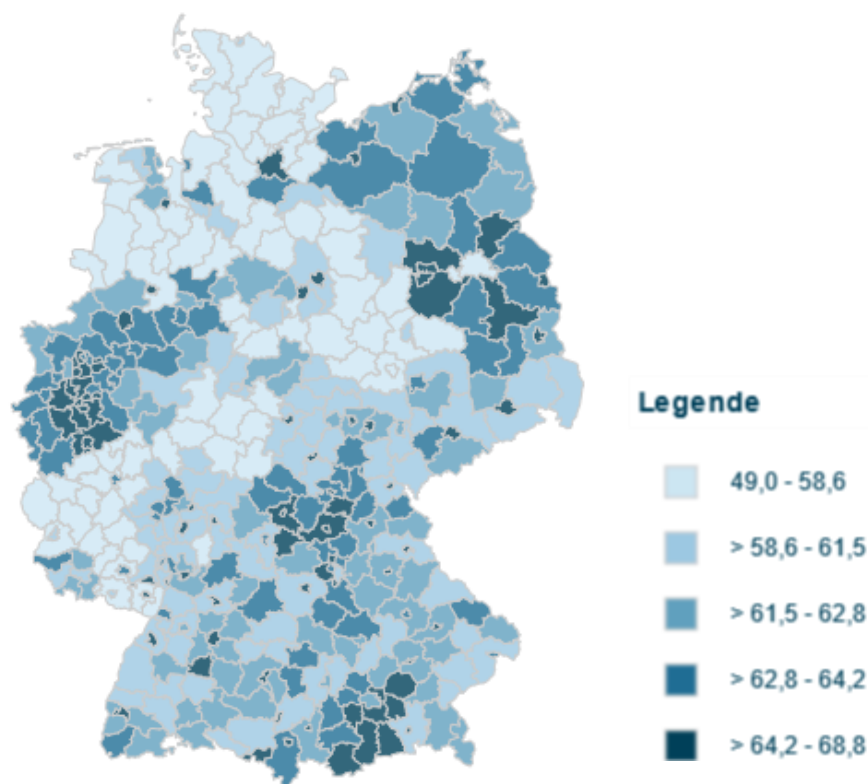 Legende
49,0 - 58,6
> 58,6 - 61,5
> 61,5 - 62,8
> 62,8 - 64,2
> 64,2 - 68,8